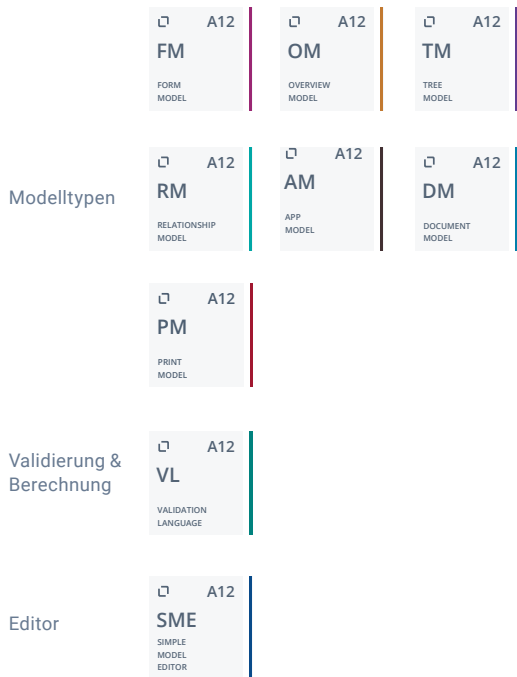 A12
FM
FORM
MODEL
A12
OM
OVERVIEW
MODEL
A12
TM
TREE
MODEL
Modelltypen
A12
RM
RELATIONSHIP
MODEL
A12
AM
APP
MODEL
A12
DM
DOCUMENT
MODEL
A12
PM
PRINT
MODEL
Validierung &
Berechnung
A12
VL
VALIDATION
LANGUAGE
Editor
A12
SME
SIMPLE
MODEL
EDITOR